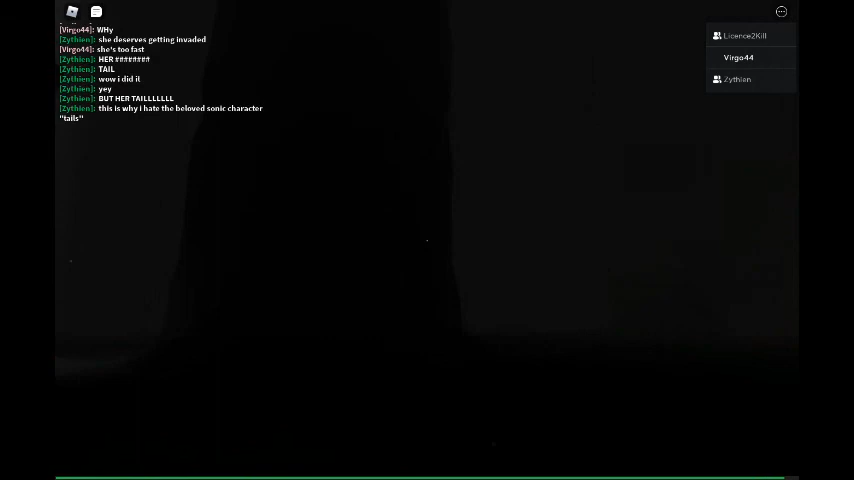 [Virgo44]: WHy
[Zythien]: she deserves getting invaded
[Virgo44]: she's too fast
[Zythien]: HER ########
[Zythien]: TAIL
[Zythien]: wow i did it
[Zythien]: yey
[Zythien]: BUT HER TAILLLLLLL
[Zythien]: this is why i hate the beloved sonic character
"tails"
Licence2Kill
Virgo44
Zythien